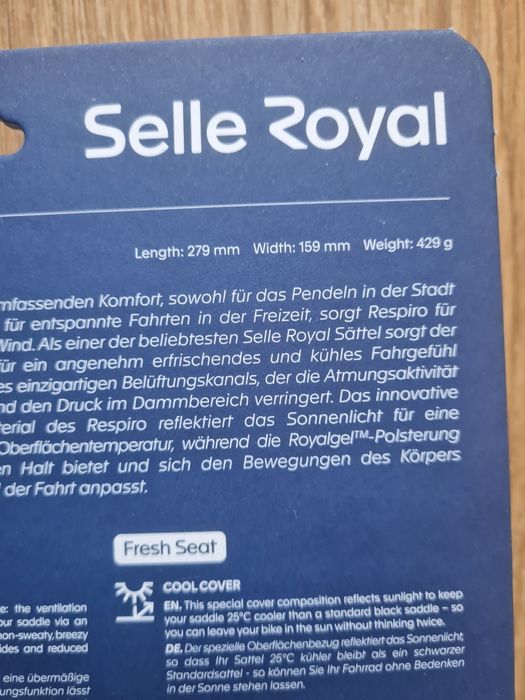 Selle Royal
Length: 279 mm Width: 159 mm Weight: 429 g
mfassenden Komfort, sowohl für das Pendeln in der Stadt
für entspannte Fahrten in der Freizeit, sorgt Respiro für
Wind. Als einer der beliebtesten Selle Royal Sättel sorgt der
für ein angenehm erfrischendes und kühles Fahrgefühl
es einzigartigen Belüftungskanals, der die Atmungsaktivität
nd den Druck im Dammbereich verringert. Das innovative
terial des Respiro reflektiert das Sonnenlicht für eine
Oberflächentemperatur, während die Royalgel™-Polsterung
en Halt bietet und sich den Bewegungen des Körpers
der Fahrt anpasst.
Fresh Seat
e: the ventilation
our saddle via an
non-sweaty, breezy
ides and reduced
eine übermäßige
ungsfunktion lässt
COOL COVER
EN. This special cover composition reflects sunlight to keep
your saddle 25°C cooler than a standard black saddle – so
you can leave your bike in the sun without thinking twice.
DE. Der spezielle Oberflächenbezug reflektiert das Sonnenlicht,
so dass Ihr Sattel 25°C kühler bleibt als ein schwarzer
Standardsattel - so können Sie Ihr Fahrrad ohne Bedenken
in der Sonne stehen lassen.